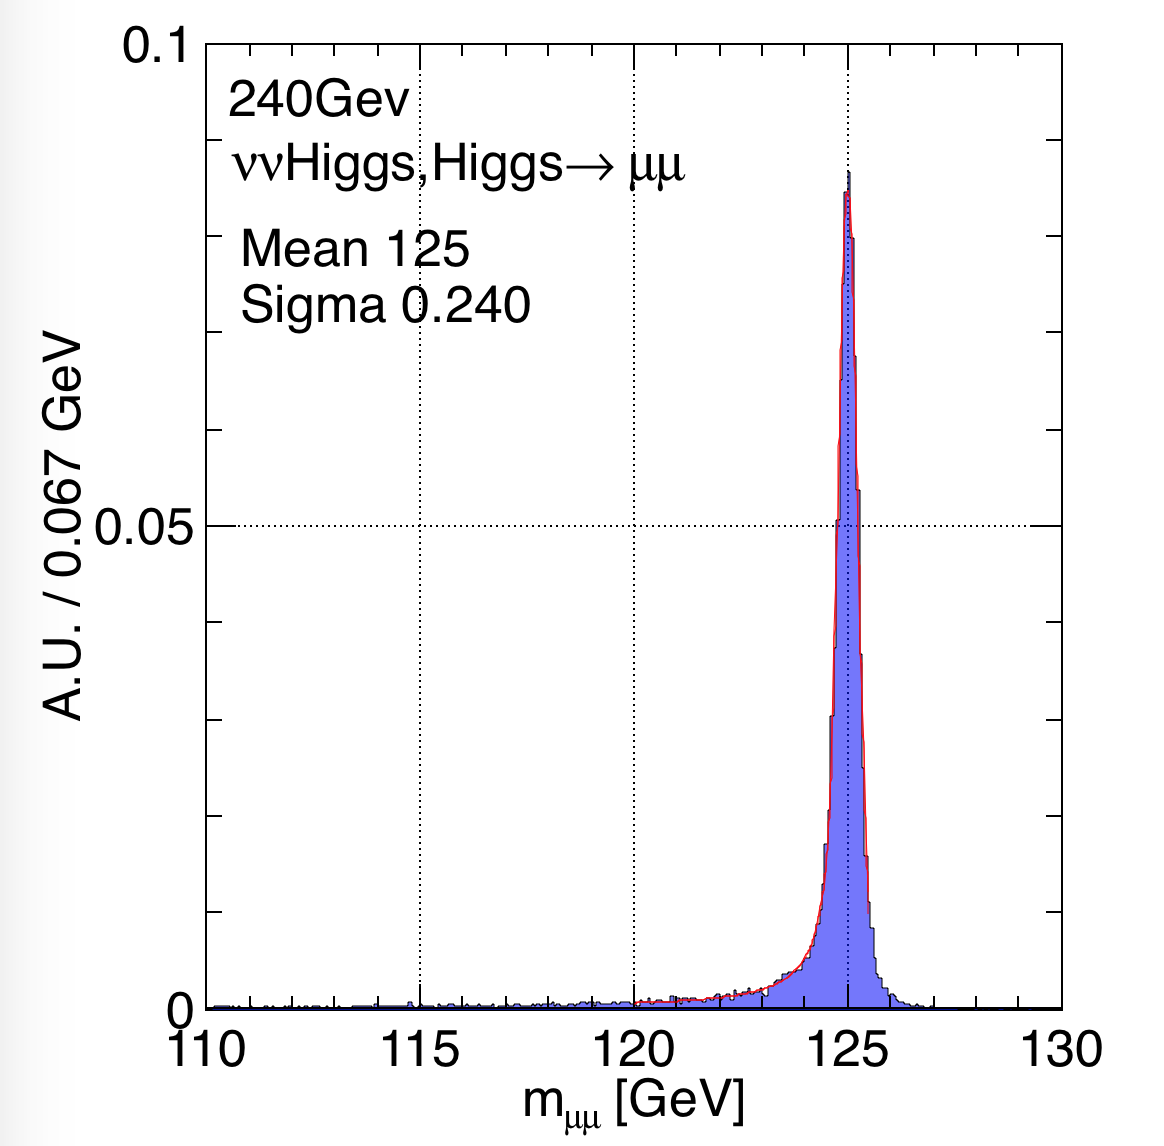 0.1
240Gev
ννHiggs,Higgs→ μμ
Mean 125
Sigma 0.240
A.U. / 0.067 GeV
0.05
0
110 115 120 125 130
mμμ [GeV]